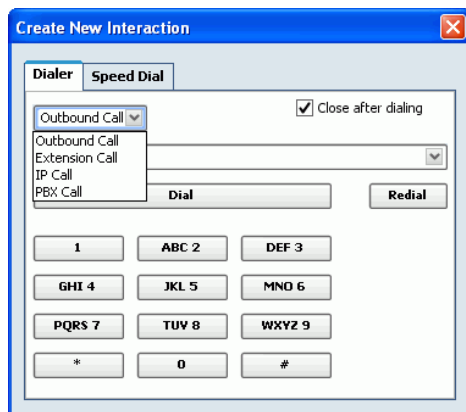 Create New Interaction
Dialer Speed Dial
Outbound Call
Close after dialing
Outbound Call
Extension Call
IP Call
PBX Call
Dial Redial
1 ABC 2 DEF 3
GHI 4 JKL 5 MNO 6
PQRS 7 TUV 8 WXYZ 9
* 0 #